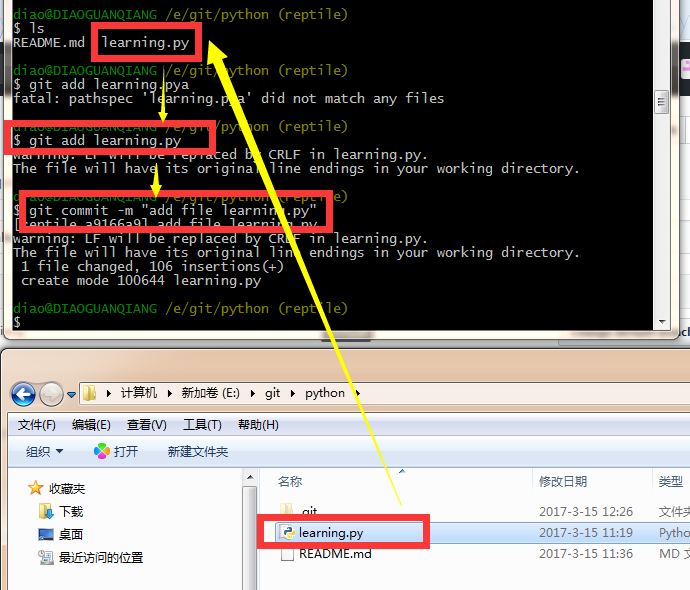 diao@DIAOGUANQIANG /e/git/python (reptile)
$ ls
README.md learning.py
diao@DIAOGUANQIANG /e/git/python (reptile)
$ git add learning.pya
fatal: pathspec 'learning.pya' did not match any files
diao@DIAOGUANQIANG /e/git/python (reptile)
$ git add learning.py
warning: LF will be replaced by CRLF in learning.py.
The file will have its original line endings in your working directory.
diao@DIAOGUANQIANG /e/git/python (reptile)
$ git commit -m "add file learning.py"
[reptile a9166a9] add file learning.py
warning: LF will be replaced by CRLF in learning.py.
The file will have its original line endings in your working directory.
1 file changed, 106 insertions(+)
create mode 100644 learning.py
diao@DIAOGUANQIANG /e/git/python (reptile)
$
计算机 新加卷 (E:) git python
文件(F) 编辑(E) 查看(V) 工具(T) 帮助(H)
组织 打开 新建文件夹
名称 修改日期 类型
收藏夹
下载
桌面
最近访问的位置
.git 2017-3-15 12:26 文件夹
learning.py 2017-3-15 11:19 Pytho
README.md 2017-3-15 11:36 MD 文